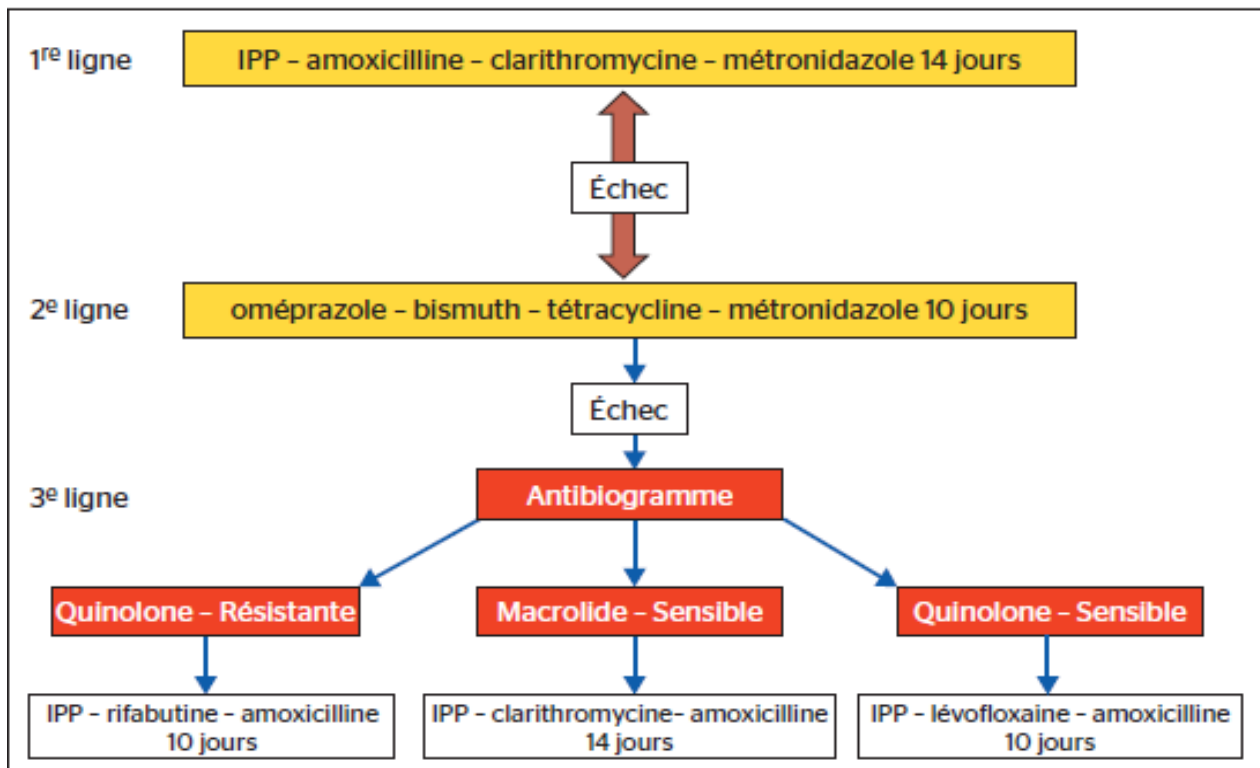 1re ligne
IPP - amoxicilline - clarithromycine - métronidazole 14 jours
Échec
2e ligne
oméprazole - bismuth - tétracycline - métronidazole 10 jours
Échec
3e ligne
Antibiogramme
Quinolone - Résistante
Macrolide - Sensible
Quinolone - Sensible
IPP - rifabutine - amoxicilline
10 jours
IPP - clarithromycine- amoxicilline
14 jours
IPP - lévofloxaine - amoxicilline
10 jours